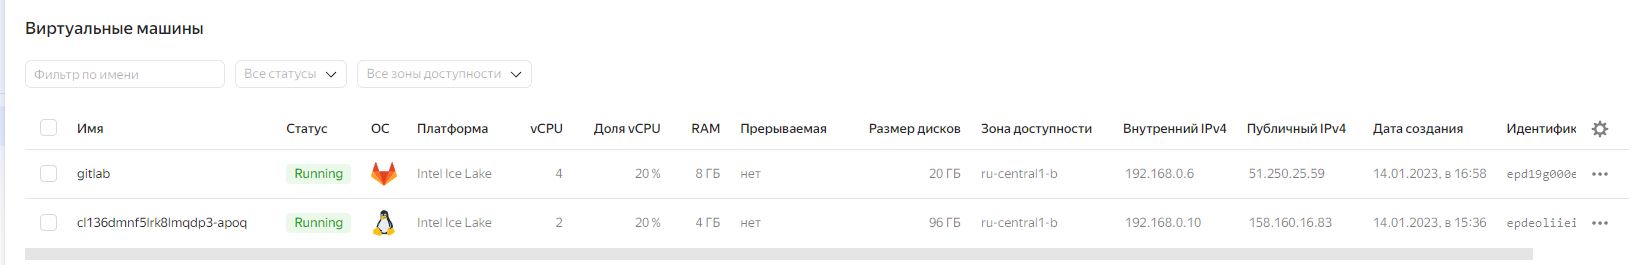 Виртуальные машины
Фильтр по имени Все статусы Все зоны доступности
Имя Статус ОС Платформа vCPU Доля vCPU RAM Прерываемая Размер дисков Зона доступности Внутренний IPv4 Публичный IPv4 Дата создания Идентифик
gitlab Running Intel Ice Lake 4 20 % 8 ГБ нет 20 ГБ ru-central1-b 192.168.0.6 51.250.25.59 14.01.2023, в 16:58 epd19g000e
cl136dmnf5lrk8lmqdp3-apoq Running Intel Ice Lake 2 20 % 4 ГБ нет 96 ГБ ru-central1-b 192.168.0.10 158.160.16.83 14.01.2023, в 15:36 epdeoliiei